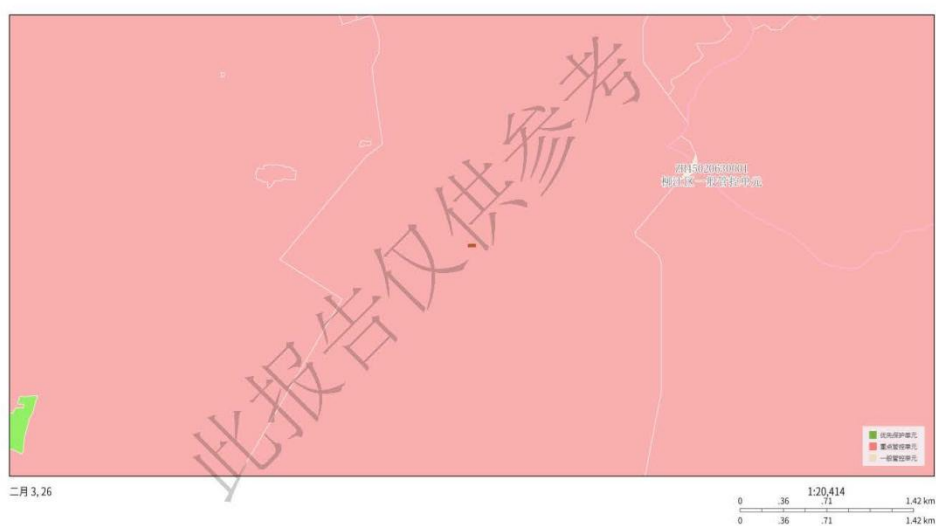 此报告仅供参考
ZH45020630001
柳江区一般管控单元
优先保护单元
重点管控单元
一般管控单元
二月 3, 26
1:20,414
0 .36 .71 1.42 km
0 .36 .71 1.42 km